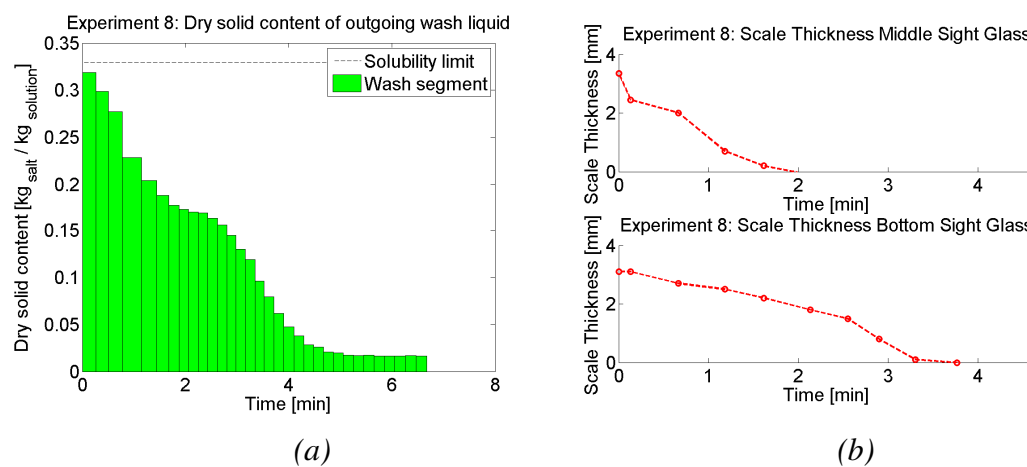 Experiment 8: Dry solid content of outgoing wash liquid
0.35
0.3
0.25
0.2
0.15
0.1
0.05
0
Dry solid content [kg salt / kg solution]
Solubility limit
Wash segment
0 2 4 6 8
Time [min]
(a)
Experiment 8: Scale Thickness Middle Sight Glass
4
2
0
Scale Thickness [mm]
0 1 2 3 4
Time [min]
Experiment 8: Scale Thickness Bottom Sight Glass
4
2
0
Scale Thickness [mm]
0 1 2 3 4
Time [min]
(b)